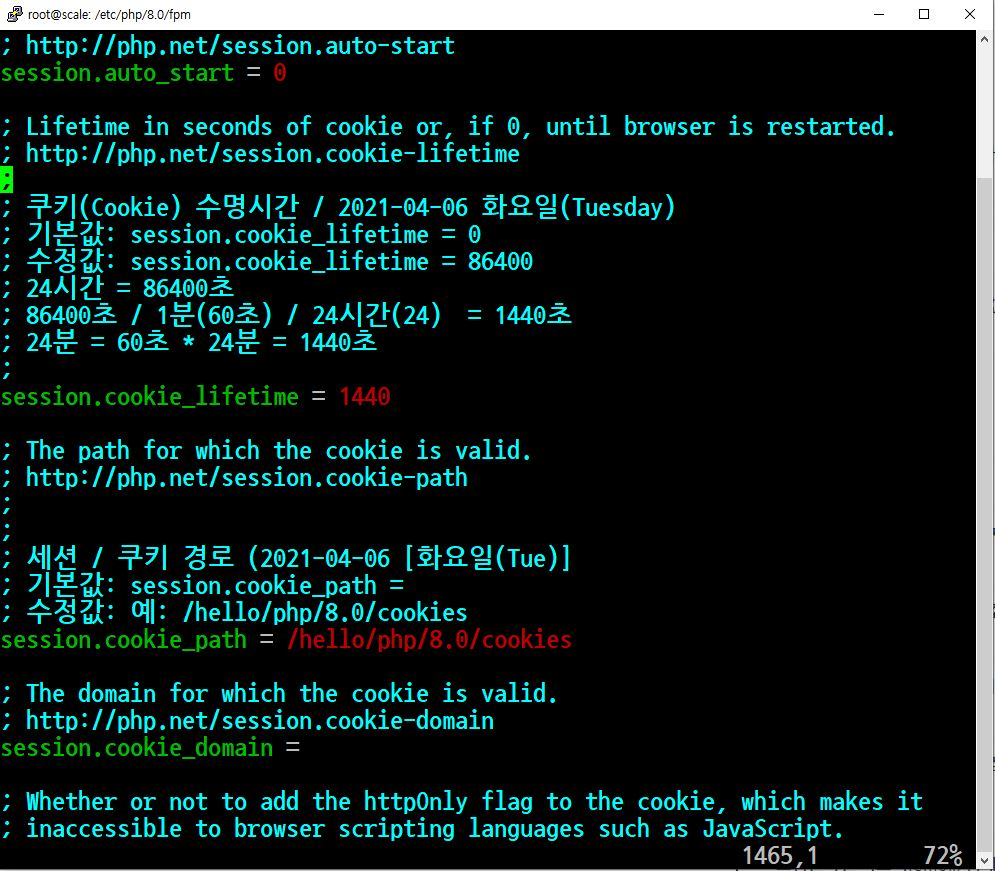 root@scale: /etc/php/8.0/fpm
; http://php.net/session.auto-start
session.auto_start = 0
; Lifetime in seconds of cookie or, if 0, until browser is restarted.
; http://php.net/session.cookie-lifetime
;
; 쿠키(Cookie) 수명시간 / 2021-04-06 화요일(Tuesday)
; 기본값: session.cookie_lifetime = 0
; 수정값: session.cookie_lifetime = 86400
; 24시간 = 86400초
; 86400초 / 1분(60초) / 24시간(24)  = 1440초
; 24분 = 60초 * 24분 = 1440초
;
session.cookie_lifetime = 1440
; The path for which the cookie is valid.
; http://php.net/session.cookie-path
;
;
; 세션 / 쿠키 경로 (2021-04-06 [화요일(Tue)]
; 기본값: session.cookie_path =
; 수정값: 예: /hello/php/8.0/cookies
session.cookie_path = /hello/php/8.0/cookies
; The domain for which the cookie is valid.
; http://php.net/session.cookie-domain
session.cookie_domain =
; Whether or not to add the httpOnly flag to the cookie, which makes it
; inaccessible to browser scripting languages such as JavaScript.
1465,1 72%